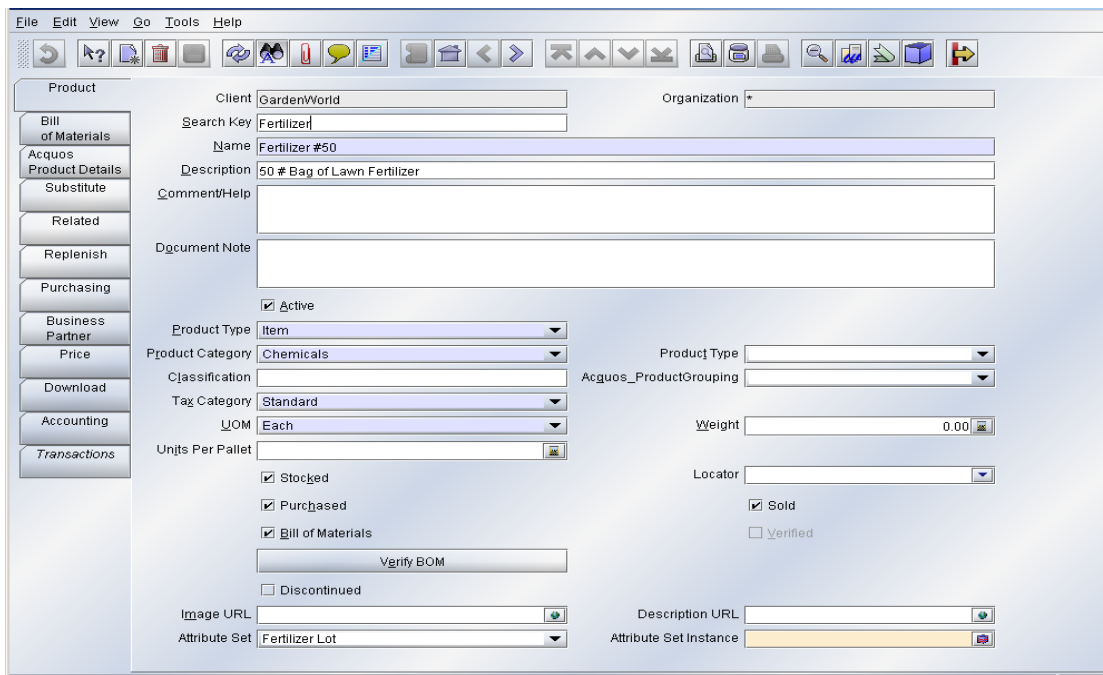 File Edit View Go Tools Help
Product
Bill
of Materials
Acquos
Product Details
Substitute
Related
Replenish
Purchasing
Business
Partner
Price
Download
Accounting
Transactions
Client GardenWorld Organization *
Search Key Fertilizer
Name Fertilizer #50
Description 50 # Bag of Lawn Fertilizer
Comment/Help
Document Note
Active
Product Type Item
Product Category Chemicals Product Type
Classification Acquos_ProductGrouping
Tax Category Standard
UOM Each Weight 0.00
Units Per Pallet
Stocked Locator
Purchased Sold
Bill of Materials Verified
Verify BOM
Discontinued
Image URL Description URL
Attribute Set Fertilizer Lot Attribute Set Instance